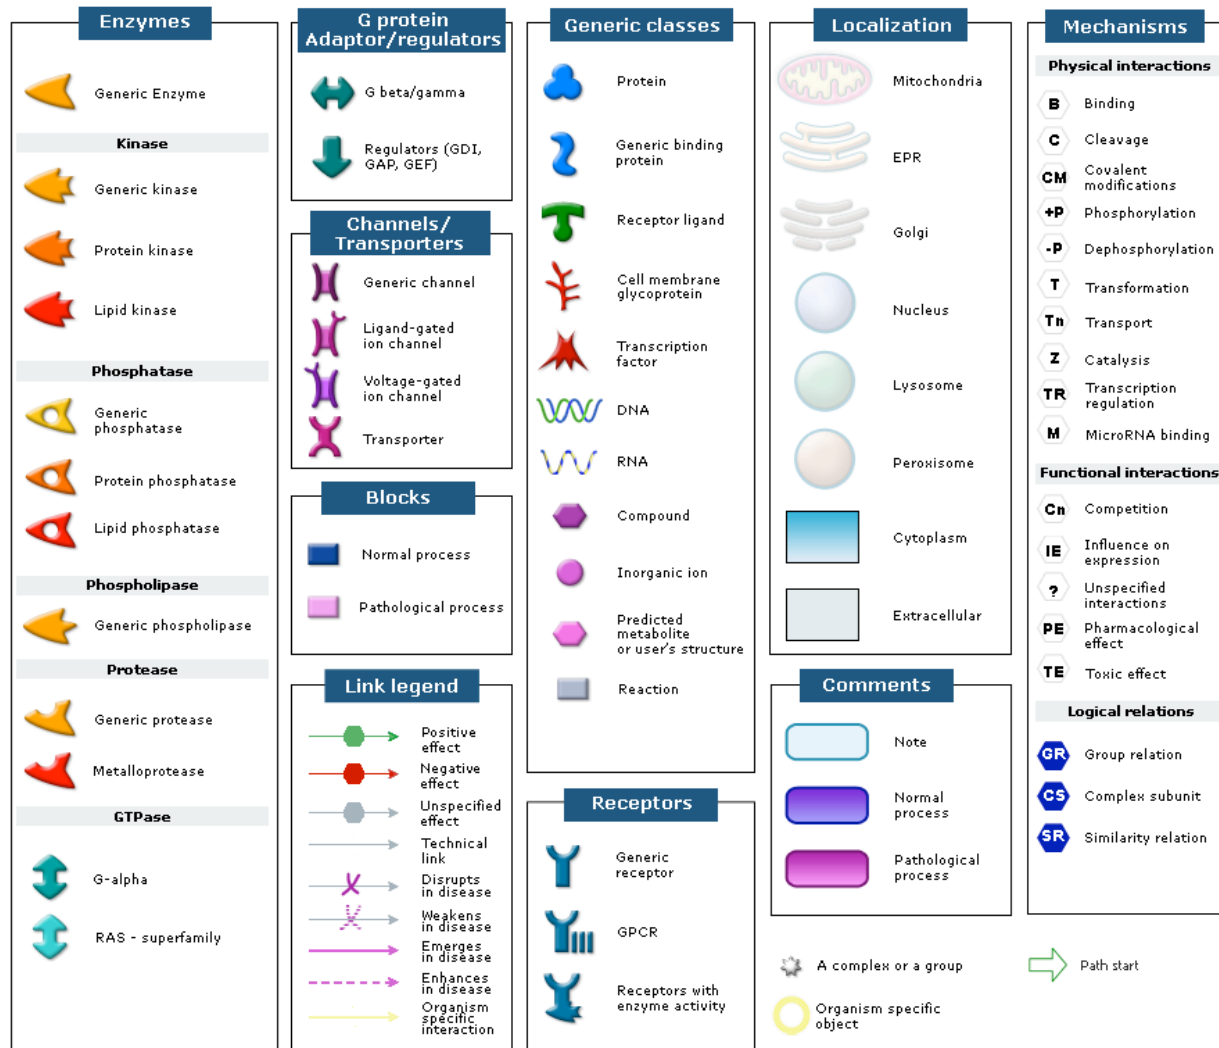 Enzymes
Generic Enzyme
Kinase
Generic kinase
Protein kinase
Lipid kinase
Phosphatase
Generic
phosphatase
Protein phosphatase
Lipid phosphatase
Phospholipase
Generic phospholipase
Protease
Generic protease
Metalloprotease
GTPase
G-alpha
RAS - superfamily
G protein
Adaptor/regulators
G beta/gamma
Regulators (GDI,
GAP, GEF)
Channels/
Transporters
Generic channel
Ligand-gated
ion channel
Voltage-gated
ion channel
Transporter
Blocks
Normal process
Pathological process
Link legend
Positive
effect
Negative
effect
Unspecified
effect
Technical
link
Disrupts
in disease
Weakens
in disease
Emerges
in disease
Enhances
in disease
Organism
specific
interaction
Generic classes
Protein
Generic binding
protein
Receptor ligand
Cell membrane
glycoprotein
Transcription
factor
DNA
RNA
Compound
Inorganic ion
Predicted
metabolite
or user's structure
Reaction
Receptors
Generic
receptor
GPCR
Receptors with
enzyme activity
Localization
Mitochondria
EPR
Golgi
Nucleus
Lysosome
Peroxisome
Cytoplasm
Extracellular
Comments
Note
Normal
process
Pathological
process
A complex or a group
Organism specific
object
Mechanisms
Physical interactions
B Binding
C Cleavage
CM Covalent
modifications
+P Phosphorylation
-P Dephosphorylation
T Transformation
Tn Transport
Z Catalysis
TR Transcription
regulation
M MicroRNA binding
Functional interactions
Cn Competition
IE Influence on
expression
? Unspecified
interactions
PE Pharmacological
effect
TE Toxic effect
Logical relations
GR Group relation
CS Complex subunit
SR Similarity relation
Path start